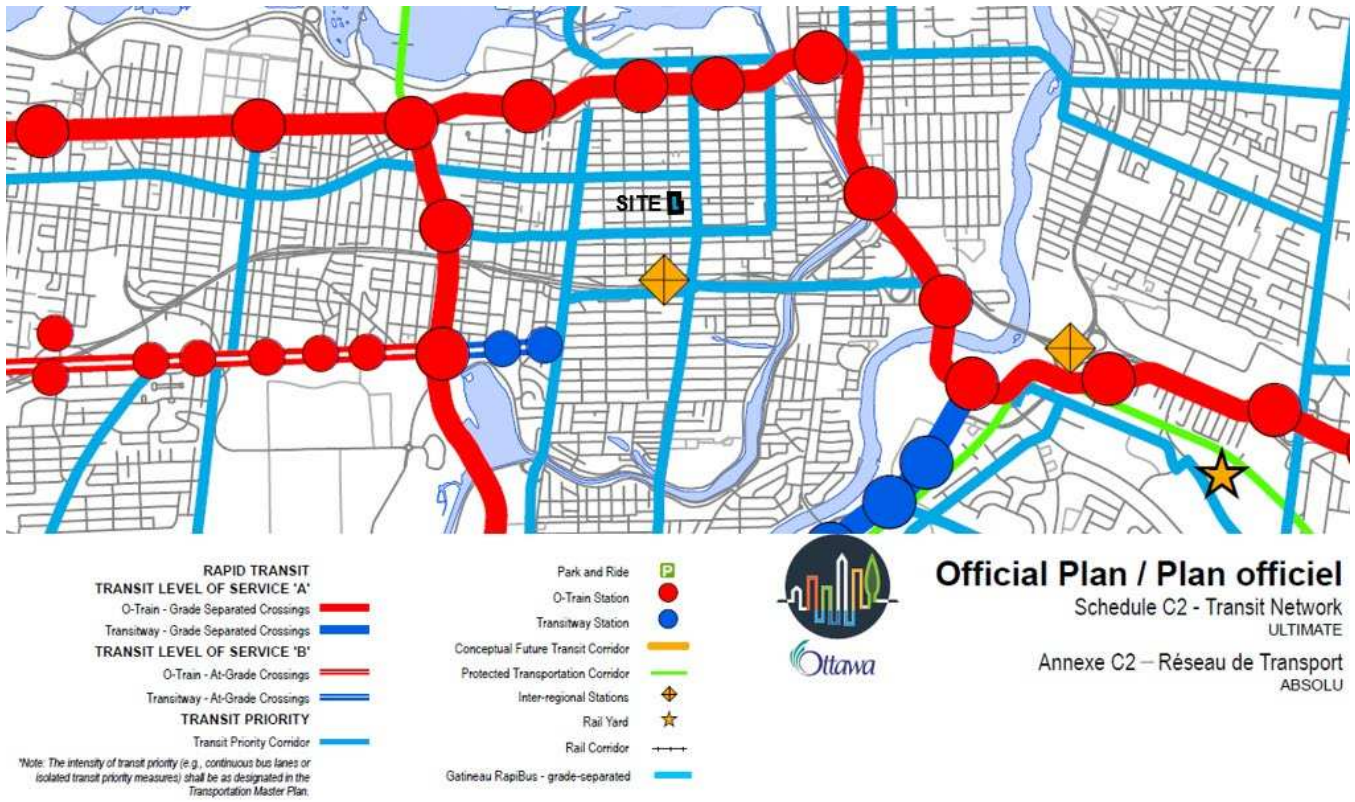 SITE
RAPID TRANSIT
TRANSIT LEVEL OF SERVICE 'A'
O-Train - Grade Separated Crossings
Transitway - Grade Separated Crossings
TRANSIT LEVEL OF SERVICE 'B'
O-Train - At-Grade Crossings
Transitway - At-Grade Crossings
TRANSIT PRIORITY
Transit Priority Corridor
*Note: The intensity of transit priority (e.g., continuous bus lanes or
isolated transit priority measures) shall be as designated in the
Transportation Master Plan.
Park and Ride P
O-Train Station
Transitway Station
Conceptual Future Transit Corridor
Protected Transportation Corridor
Inter-regional Stations
Rail Yard
Rail Corridor
Gatineau RapiBus - grade-separated
Ottawa
Official Plan / Plan officiel
Schedule C2 - Transit Network
ULTIMATE
Annexe C2 – Réseau de Transport
ABSOLU